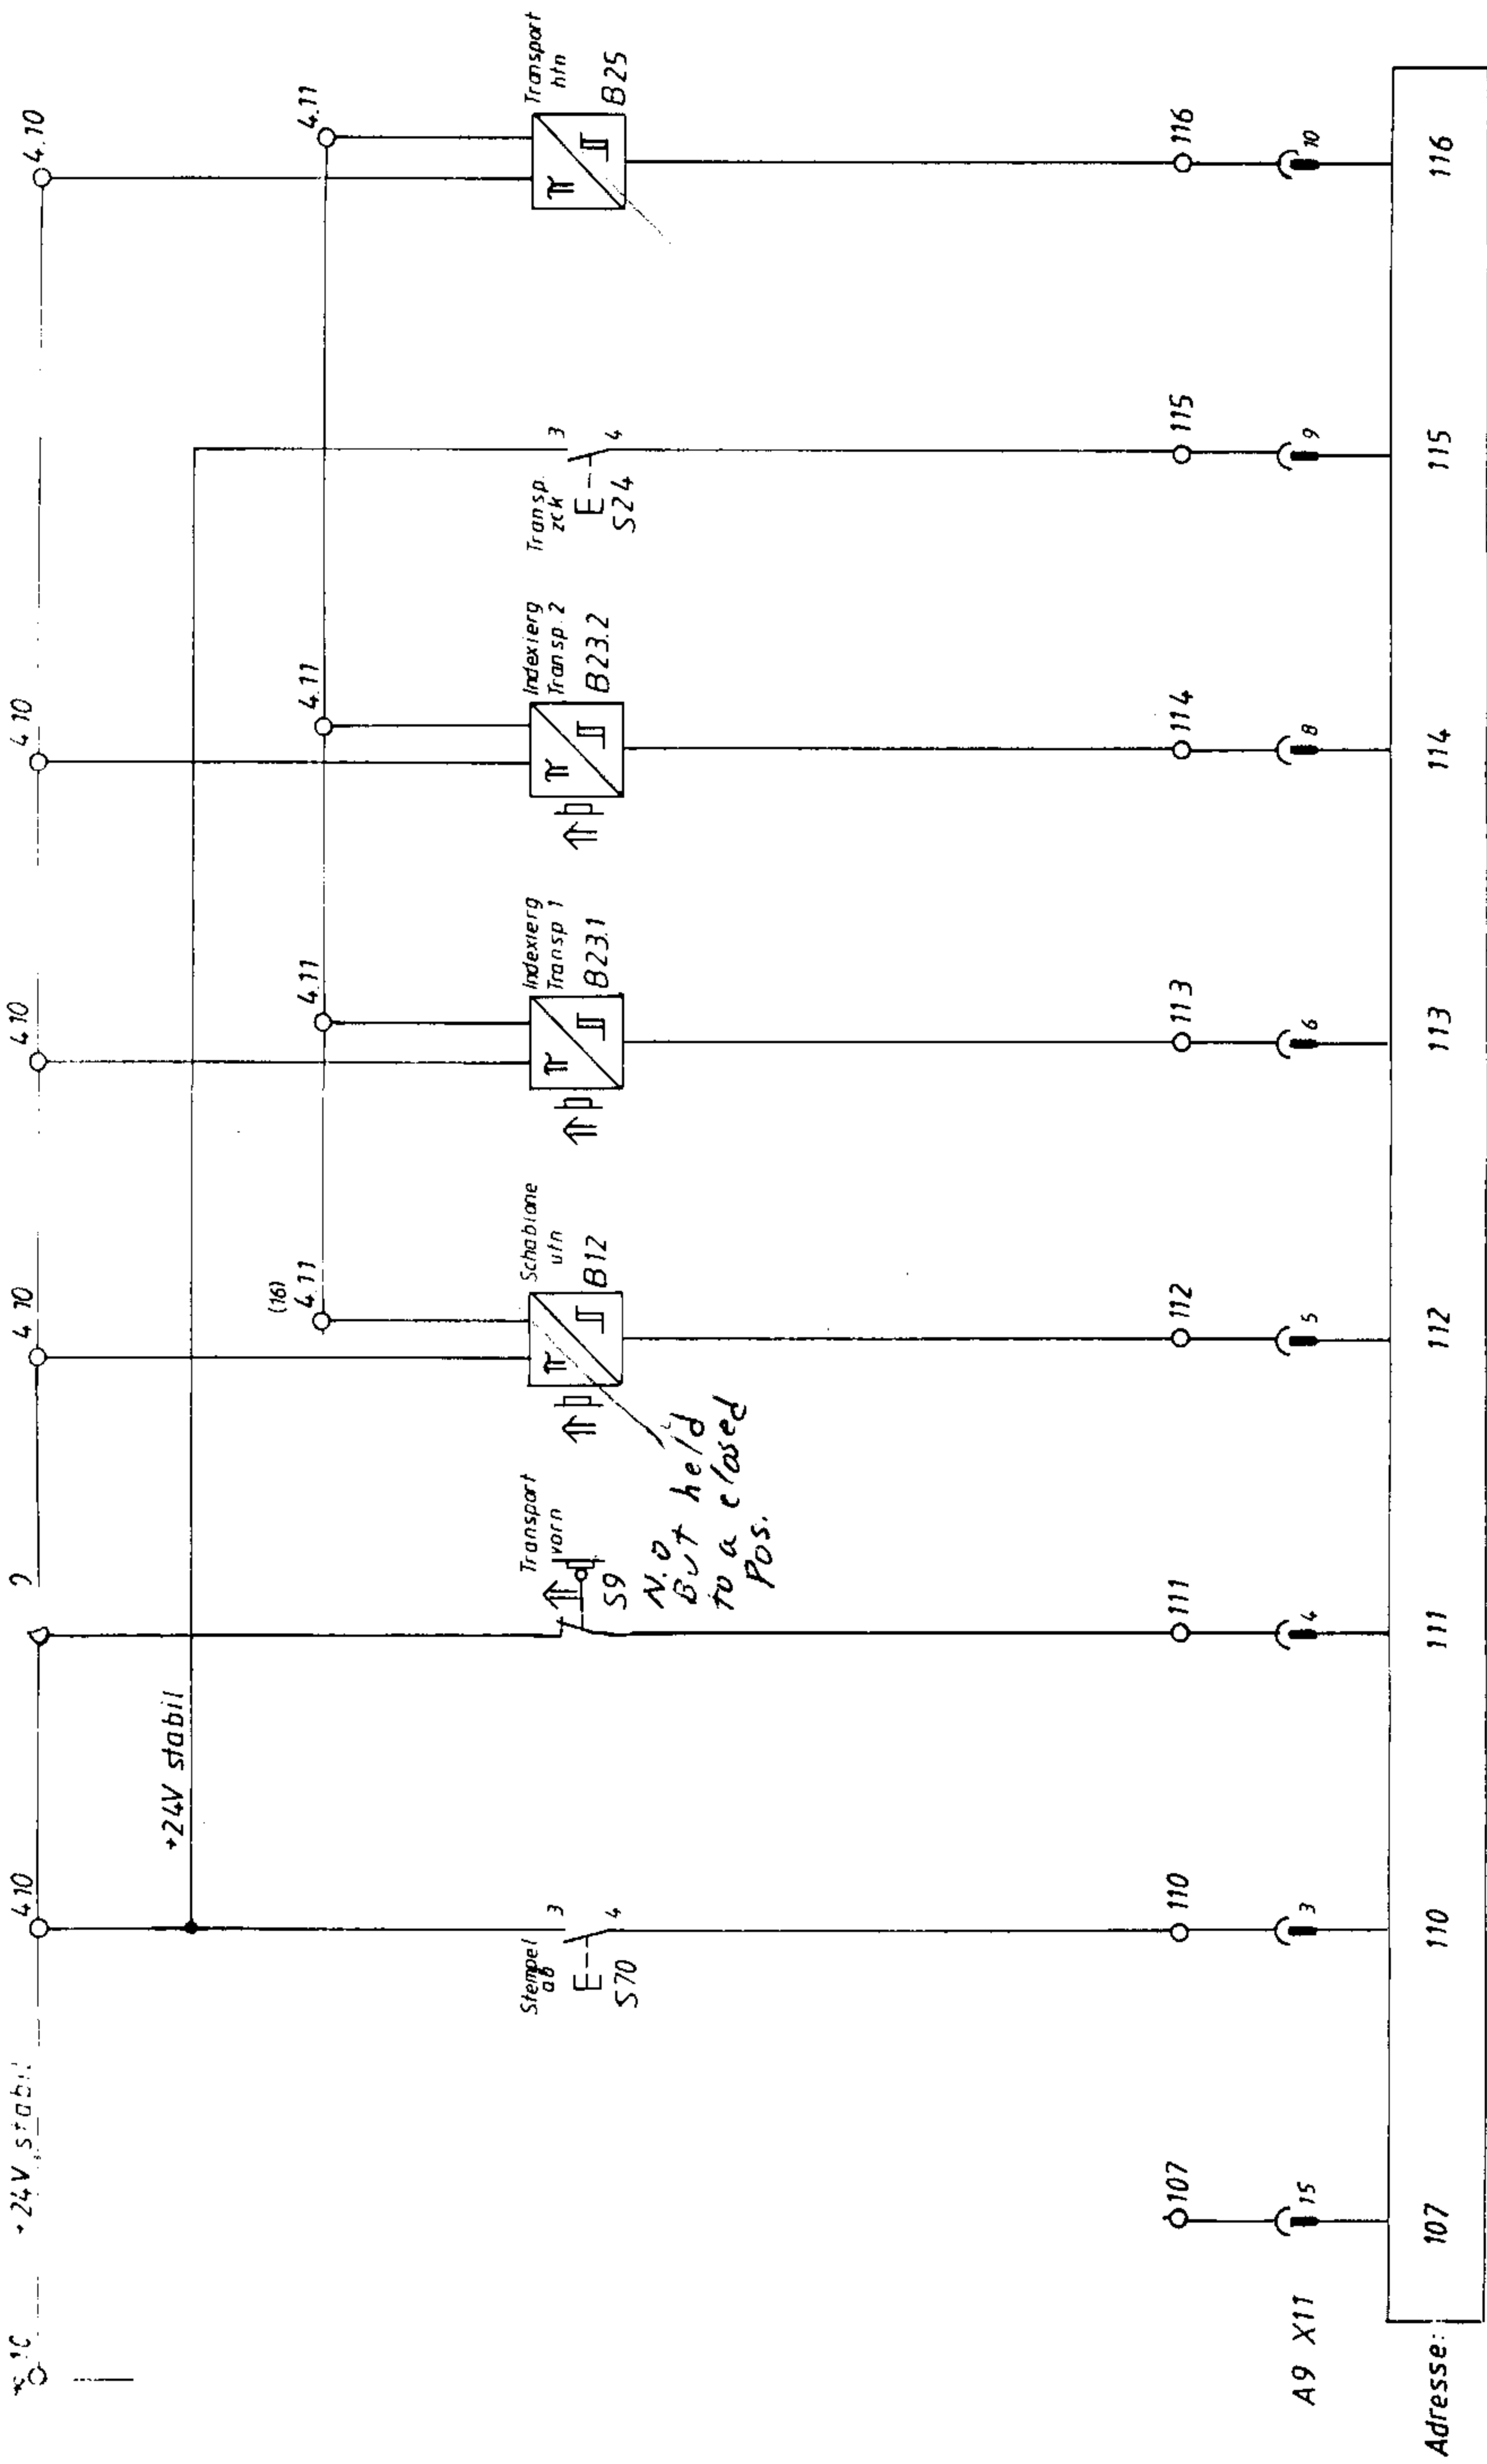 +24V stabil
4.10
4.10
4.10
4.10
4.10
+24V stabil
(16)
4.11
4.11
4.11
4.11
Stempel
ab
3
4
E
S70
Transport
vorn
S9
N.O
But held
to a closed
Pos.
Schablone
utn
B12
Indexierg
Transp 1
B23.1
Indexierg
Transp. 2
B23.2
Transp.
zck
3
4
E
S24
Transport
htn
B25
107
110
111
112
113
114
115
116
A9 X11
15
3
4
5
6
8
9
10
Adresse:
107
110
111
112
113
114
115
116